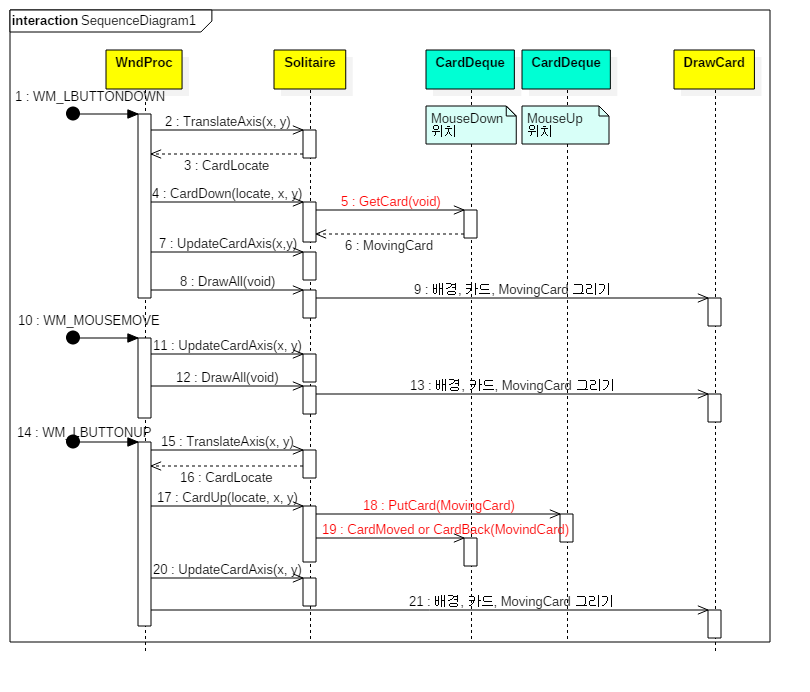 interaction SequenceDiagram1
WndProc
Solitaire
CardDeque
CardDeque
DrawCard
1 : WM_LBUTTONDOWN
MouseDown
위치
MouseUp
위치
2 : TranslateAxis(x, y)
3 : CardLocate
4 : CardDown(locate, x, y)
5 : GetCard(void)
6 : MovingCard
7 : UpdateCardAxis(x,y)
8 : DrawAll(void)
9 : 배경, 카드, MovingCard 그리기
10 : WM_MOUSEMOVE
11 : UpdateCardAxis(x, y)
12 : DrawAll(void)
13 : 배경, 카드, MovingCard 그리기
14 : WM_LBUTTONUP
15 : TranslateAxis(x, y)
16 : CardLocate
17 : CardUp(locate, x, y)
18 : PutCard(MovingCard)
19 : CardMoved or CardBack(MovindCard)
20 : UpdateCardAxis(x, y)
21 : 배경, 카드, MovingCard 그리기